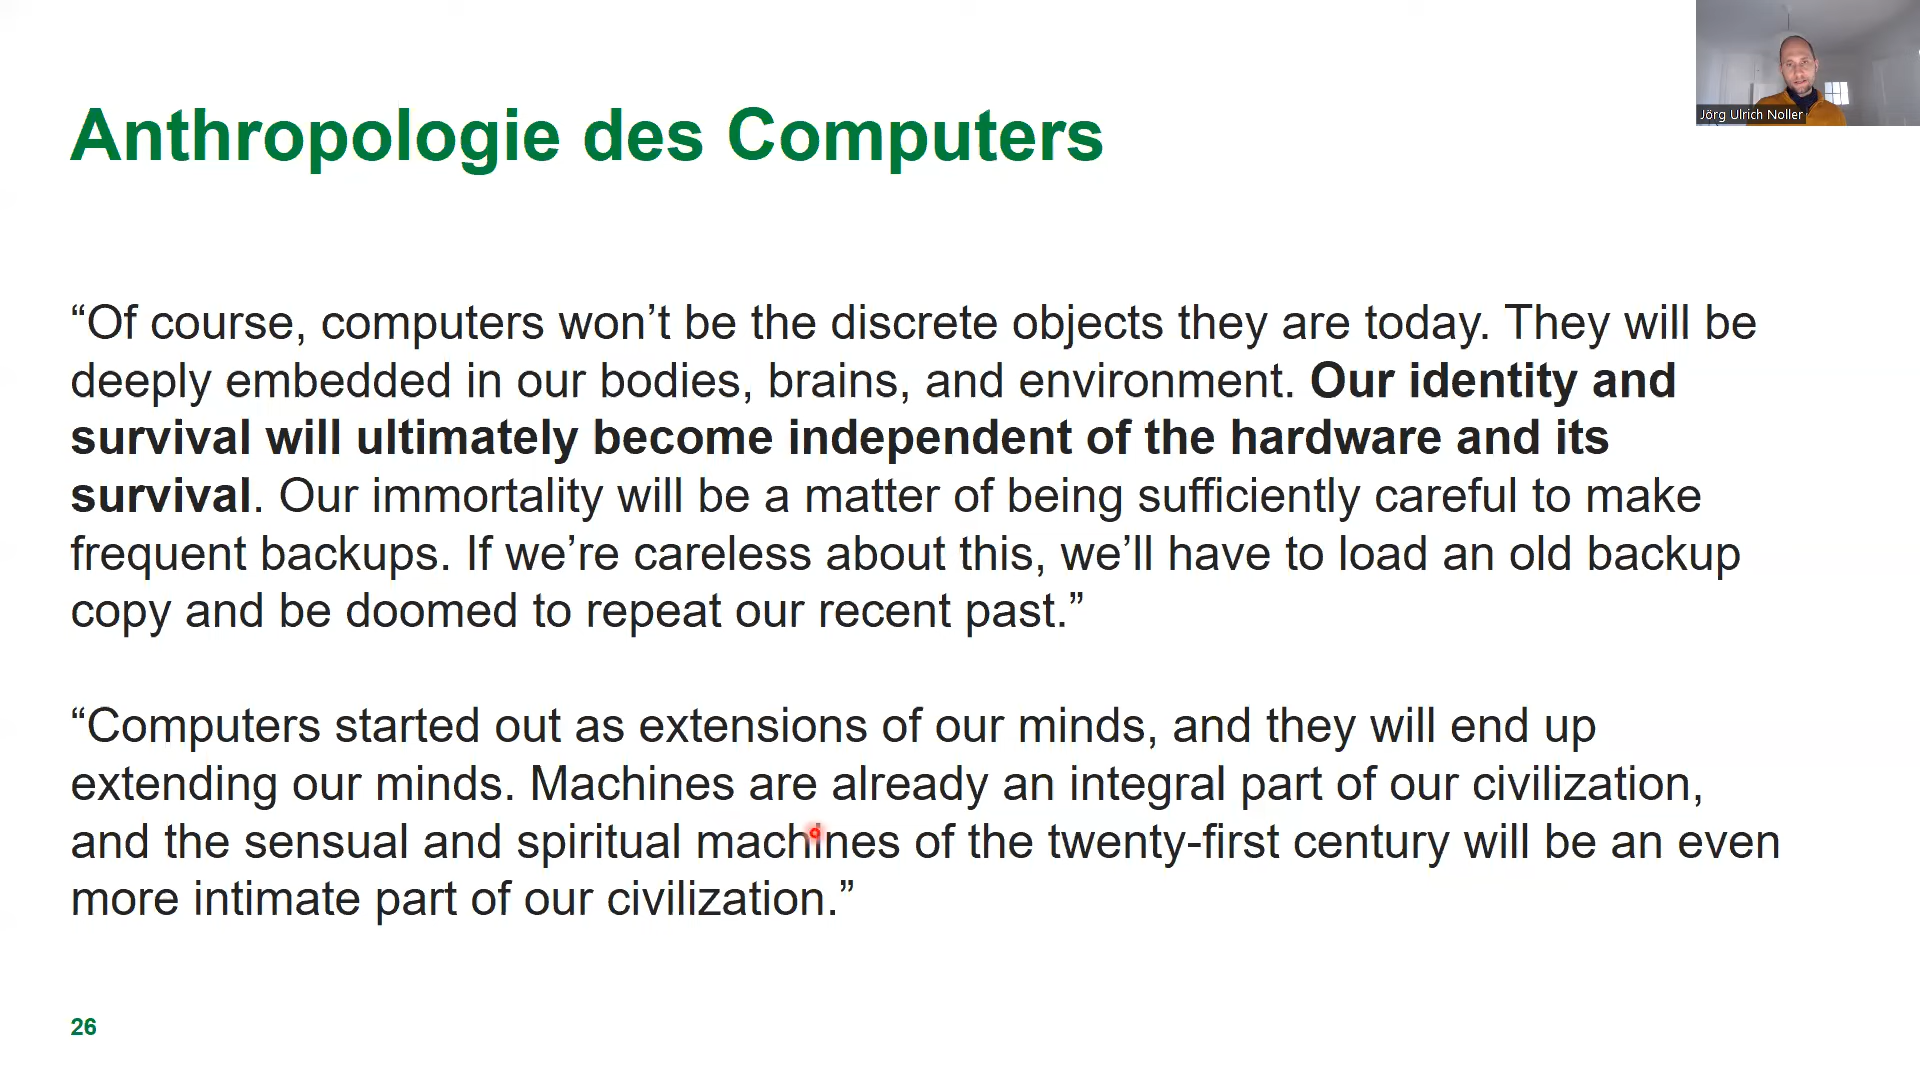 Anthropologie des Computers
Jörg Ulrich Noller
“Of course, computers won’t be the discrete objects they are today. They will be
deeply embedded in our bodies, brains, and environment. Our identity and
survival will ultimately become independent of the hardware and its
survival. Our immortality will be a matter of being sufficiently careful to make
frequent backups. If we’re careless about this, we’ll have to load an old backup
copy and be doomed to repeat our recent past.”
“Computers started out as extensions of our minds, and they will end up
extending our minds. Machines are already an integral part of our civilization,
and the sensual and spiritual machines of the twenty-first century will be an even
more intimate part of our civilization.”
26